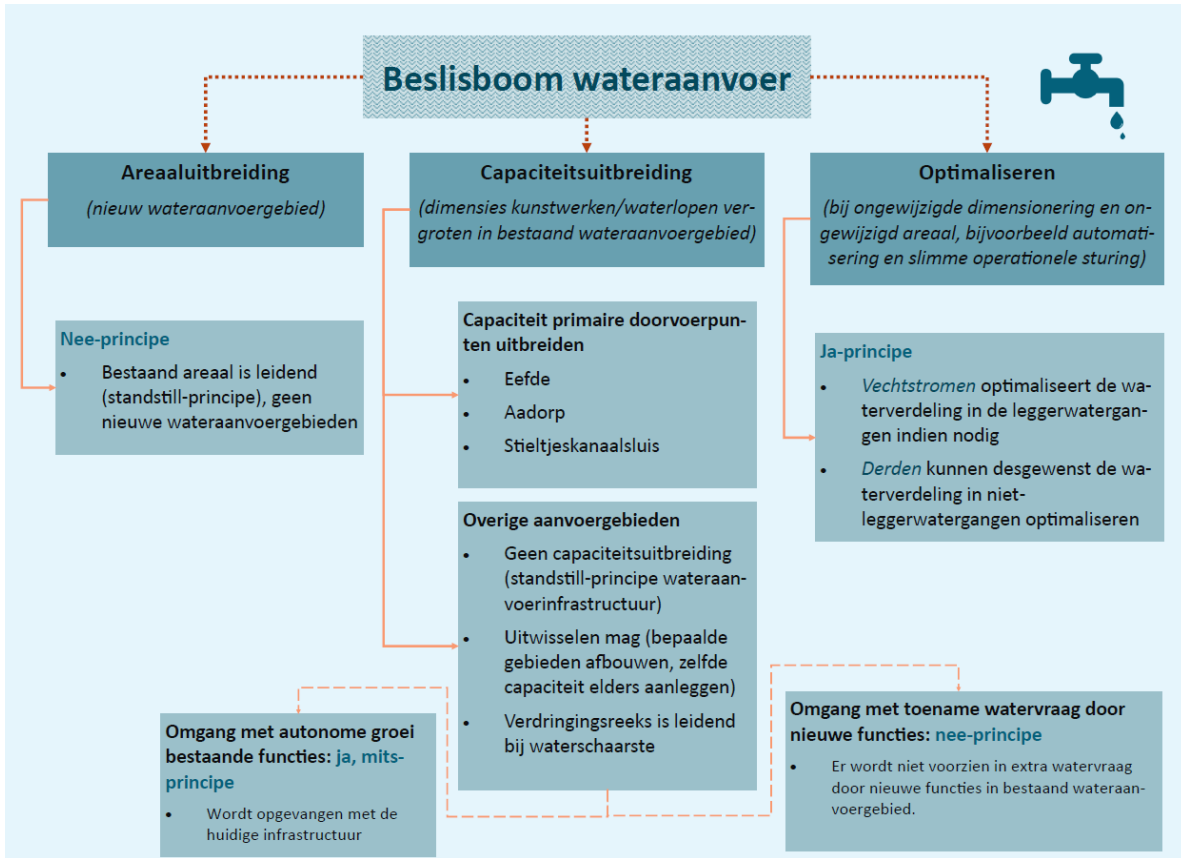 Beslisboom wateraanvoer
Areaaluitbreiding
(nieuw wateraanvoergebied)
Capaciteitsuitbreiding
(dimensies kunstwerken/waterlopen ver-
groten in bestaand wateraanvoergebied)
Optimaliseren
(bij ongewijzigde dimensionering en on-
gewijzigd areaal, bijvoorbeeld automati-
sering en slimme operationele sturing)
Nee-principe
• Bestaand areaal is leidend
(standstill-principe), geen
nieuwe wateraanvoergebieden
Capaciteit primaire doorvoerpun-
ten uitbreiden
• Eefde
• Aadorp
• Stieltjeskanaalsluis
Ja-principe
• Vechtstromen optimaliseert de wa-
terverdeling in de leggerwatergan-
gen indien nodig
• Derden kunnen desgewenst de wa-
terverdeling in niet-
leggerwatergangen optimaliseren
Overige aanvoergebieden
• Geen capaciteitsuitbreiding
(standstill-principe wateraan-
voerinfrastructuur)
• Uitwisselen mag (bepaalde
gebieden afbouwen, zelfde
capaciteit elders aanleggen)
• Verdringingsreeks is leidend
bij waterschaarste
Omgang met autonome groei
bestaande functies: ja, mits-
principe
• Wordt opgevangen met de
huidige infrastructuur
Omgang met toename watervraag door
nieuwe functies: nee-principe
• Er wordt niet voorzien in extra watervraag
door nieuwe functies in bestaand wateraan-
voergebied.